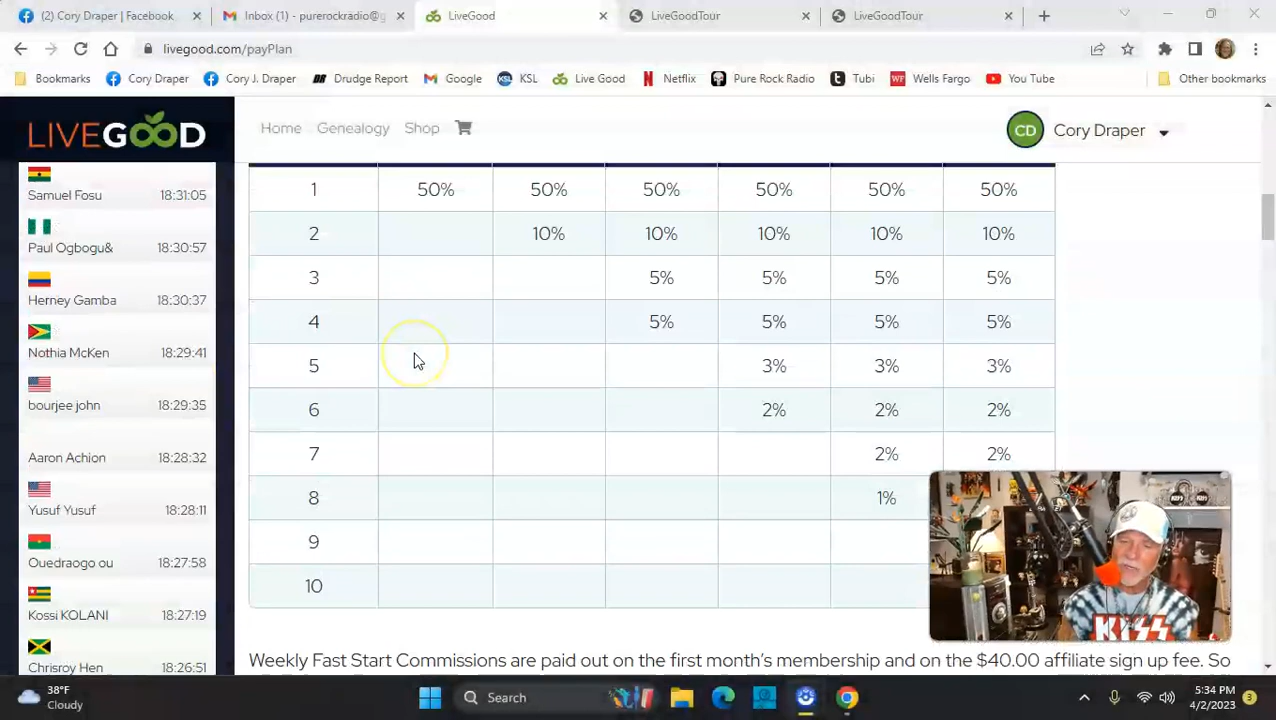 (2) Cory Draper | Facebook
Inbox (1) - purerockradio@g
LiveGood
LiveGoodTour
LiveGoodTour
livegood.com/payPlan
Bookmarks
Cory Draper
Cory J. Draper
Drudge Report
Google
KSL
Live Good
Netflix
Pure Rock Radio
Tubi
Wells Fargo
You Tube
Other bookmarks
LIVEGOOD
Home Genealogy Shop
CD Cory Draper
Samuel Fosu 18:31:05
Paul Ogbogu& 18:30:57
Herney Gamba 18:30:37
Nothia McKen 18:29:41
bourjee john 18:29:35
Aaron Achion 18:28:32
Yusuf Yusuf 18:28:11
Ouedraogo ou 18:27:58
Kossi KOLANI 18:27:19
Chrisroy Hen 18:26:51
1 50% 50% 50% 50% 50% 50%
2 10% 10% 10% 10% 10%
3 5% 5% 5% 5%
4 5% 5% 5% 5%
5 3% 3% 3%
6 2% 2% 2%
7 2% 2%
8 1%
9
10
KISS
Weekly Fast Start Commissions are paid out on the first month's membership and on the $40.00 affiliate sign up fee. So
38°F
Cloudy
Search
5:34 PM
4/2/2023
3